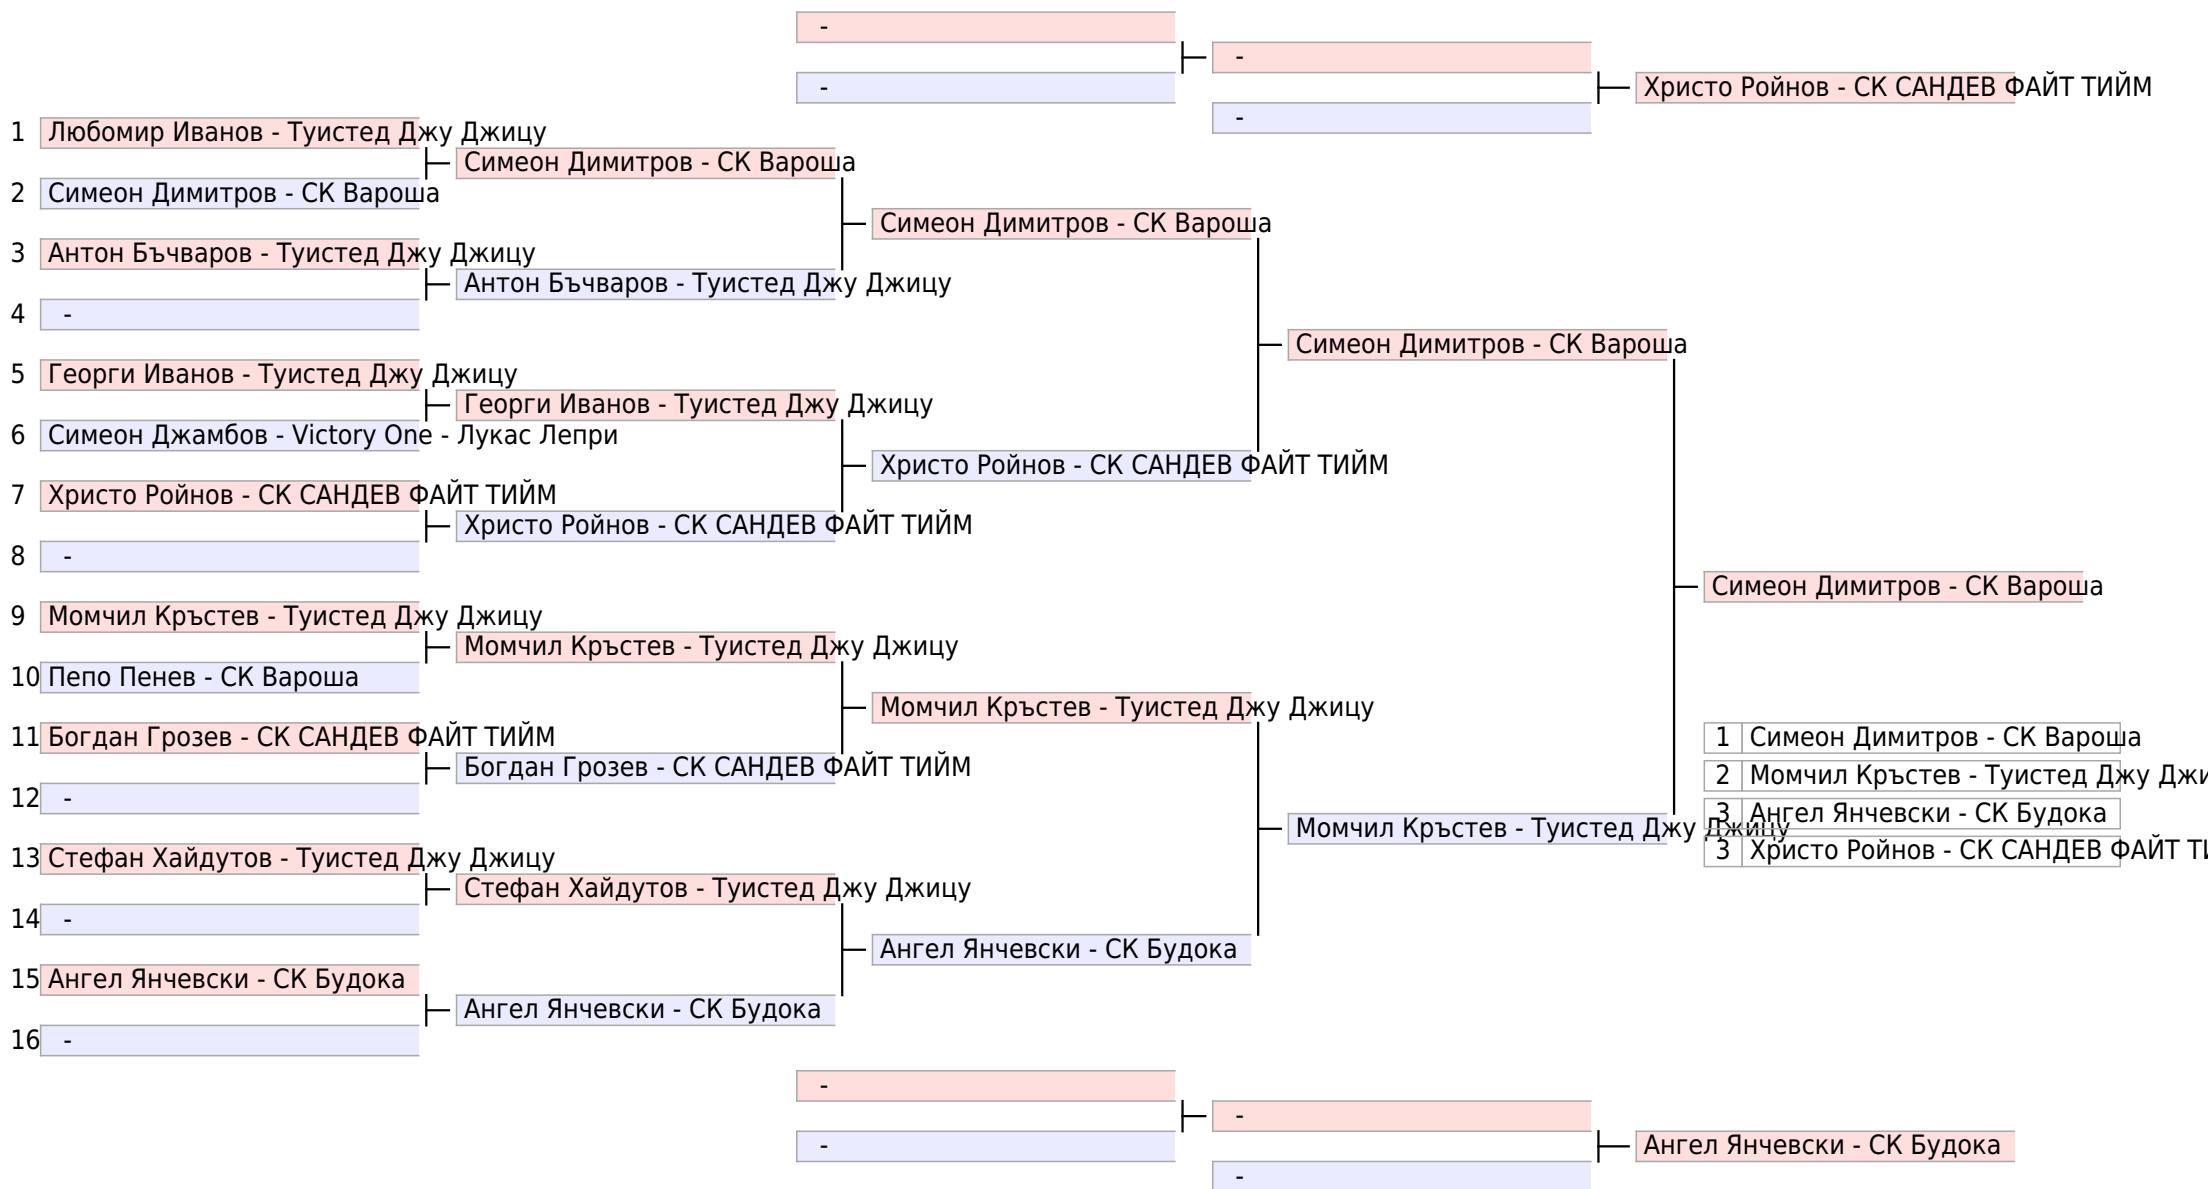 -
-
-
-
Христо Ройнов - СК САНДЕВ ФАЙТ ТИЙМ
1 Любомир Иванов - Туистед Джу Джицу
Симеон Димитров - СК Вароша
2 Симеон Димитров - СК Вароша
Симеон Димитров - СК Вароша
3 Антон Бъчваров - Туистед Джу Джицу
Антон Бъчваров - Туистед Джу Джицу
4 -
Симеон Димитров - СК Вароша
5 Георги Иванов - Туистед Джу Джицу
Георги Иванов - Туистед Джу Джицу
6 Симеон Джамбов - Victory One - Лукас Лепри
Христо Ройнов - СК САНДЕВ ФАЙТ ТИЙМ
7 Христо Ройнов - СК САНДЕВ ФАЙТ ТИЙМ
Христо Ройнов - СК САНДЕВ ФАЙТ ТИЙМ
8 -
Симеон Димитров - СК Вароша
9 Момчил Кръстев - Туистед Джу Джицу
Момчил Кръстев - Туистед Джу Джицу
10 Пепо Пенев - СК Вароша
Момчил Кръстев - Туистед Джу Джицу
11 Богдан Грозев - СК САНДЕВ ФАЙТ ТИЙМ
Богдан Грозев - СК САНДЕВ ФАЙТ ТИЙМ
12 -
Момчил Кръстев - Туистед Джу Джицу
1 Симеон Димитров - СК Вароша
2 Момчил Кръстев - Туистед Джу
3 Ангел Янчевски - СК Будока
3 Христо Ройнов - СК САНДЕВ ФАЙТ
13 Стефан Хайдутов - Туистед Джу Джицу
Стефан Хайдутов - Туистед Джу Джицу
14 -
Ангел Янчевски - СК Будока
15 Ангел Янчевски - СК Будока
Ангел Янчевски - СК Будока
16 -
-
-
-
-
Ангел Янчевски - СК Будока